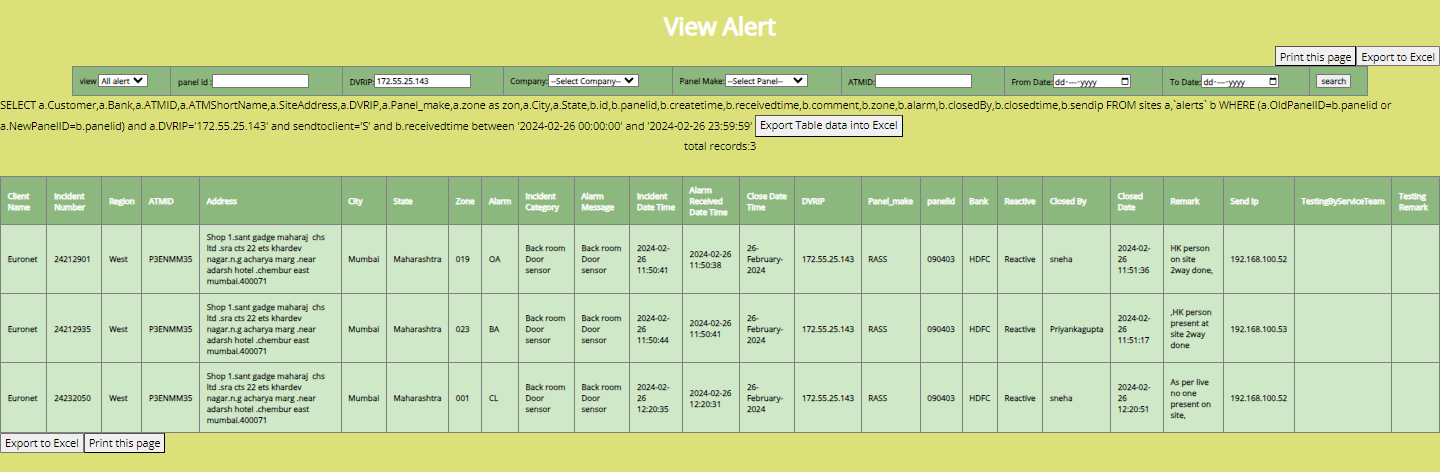 View Alert
Print this page Export to Excel
view All alert panel id : DVRIP: 172.55.25.143 Company: --Select Company-- Panel Make: --Select Panel-- ATMID: From Date: dd-----yyyy To Date: dd-----yyyy search
SELECT a.Customer,a.Bank,a.ATMID,a.ATMShortName,a.SiteAddress,a.DVRIP,a.Panel_make,a.zone as zon,a.City,a.State,b.id,b.panelid,b.createtime,b.receivedtime,b.comment,b.zone,b.alarm,b.closedBy,b.closedtime,b.sendip FROM sites a,`alerts` b WHERE (a.OldPanelID=b.panelid or
a.NewPanelID=b.panelid) and a.DVRIP='172.55.25.143' and sendtoclient='S' and b.receivedtime between '2024-02-26 00:00:00' and '2024-02-26 23:59:59' Export Table data into Excel
total records:3
Client Name Incident Number Region ATMID Address City State Zone Alarm Incident Category Alarm Message Incident Date Time Alarm Received Date Time Close Date Time DVRIP Panel_make panelid Bank Reactive Closed By Closed Date Remark Send Ip TestingByServiceTeam Testing Remark
Euronet 24212901 West P3ENMM35 Shop 1.sant gadge maharaj chs ltd .sra cts 22 ets khardev nagar.n.g acharya marg .near adarsh hotel .chembur east mumbai.400071 Mumbai Maharashtra 019 OA Back room Door sensor Back room Door sensor 2024-02-26 11:50:41 2024-02-26 11:50:38 26-February-2024 172.55.25.143 RASS 090403 HDFC Reactive sneha 2024-02-26 11:51:36 HK person on site 2way done, 192.168.100.52
Euronet 24212935 West P3ENMM35 Shop 1.sant gadge maharaj chs ltd .sra cts 22 ets khardev nagar.n.g acharya marg .near adarsh hotel .chembur east mumbai.400071 Mumbai Maharashtra 023 BA Back room Door sensor Back room Door sensor 2024-02-26 11:50:44 2024-02-26 11:50:41 26-February-2024 172.55.25.143 RASS 090403 HDFC Reactive Priyankagupta 2024-02-26 11:51:17 ,HK person present at site 2way done 192.168.100.53
Euronet 24232050 West P3ENMM35 Shop 1.sant gadge maharaj chs ltd .sra cts 22 ets khardev nagar.n.g acharya marg .near adarsh hotel .chembur east mumbai.400071 Mumbai Maharashtra 001 CL Back room Door sensor Back room Door sensor 2024-02-26 12:20:35 2024-02-26 12:20:31 26-February-2024 172.55.25.143 RASS 090403 HDFC Reactive sneha 2024-02-26 12:20:51 As per live no one present on site, 192.168.100.52
Export to Excel Print this page